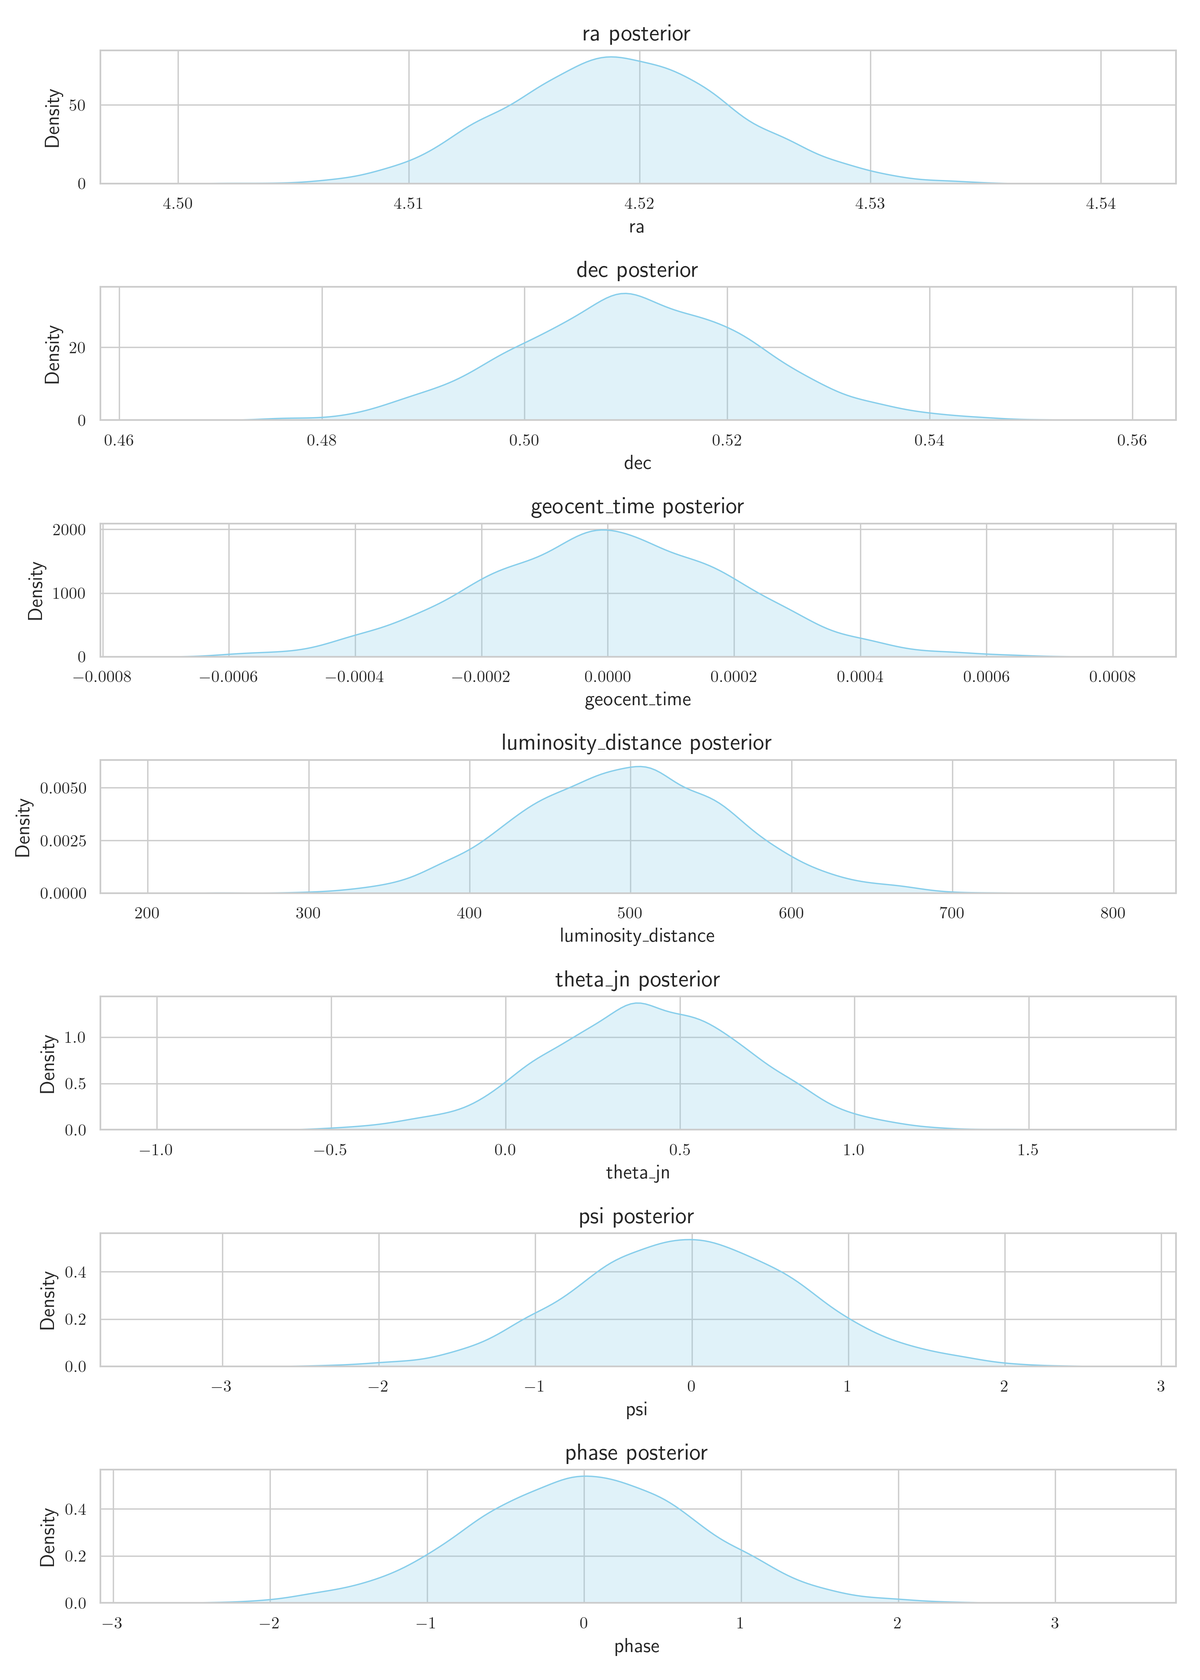 ra posterior
Density
50
0
4.50 4.51 4.52 4.53 4.54
ra
dec posterior
Density
20
0
0.46 0.48 0.50 0.52 0.54 0.56
dec
geocent_time posterior
Density
2000
1000
0
−0.0008 −0.0006 −0.0004 −0.0002 0.0000 0.0002 0.0004 0.0006 0.0008
geocent_time
luminosity_distance posterior
Density
0.0050
0.0025
0.0000
200 300 400 500 600 700 800
luminosity_distance
theta_jn posterior
Density
1.0
0.5
0.0
−1.0 −0.5 0.0 0.5 1.0 1.5
theta_jn
psi posterior
Density
0.4
0.2
0.0
−3 −2 −1 0 1 2 3
psi
phase posterior
Density
0.4
0.2
0.0
−3 −2 −1 0 1 2 3
phase